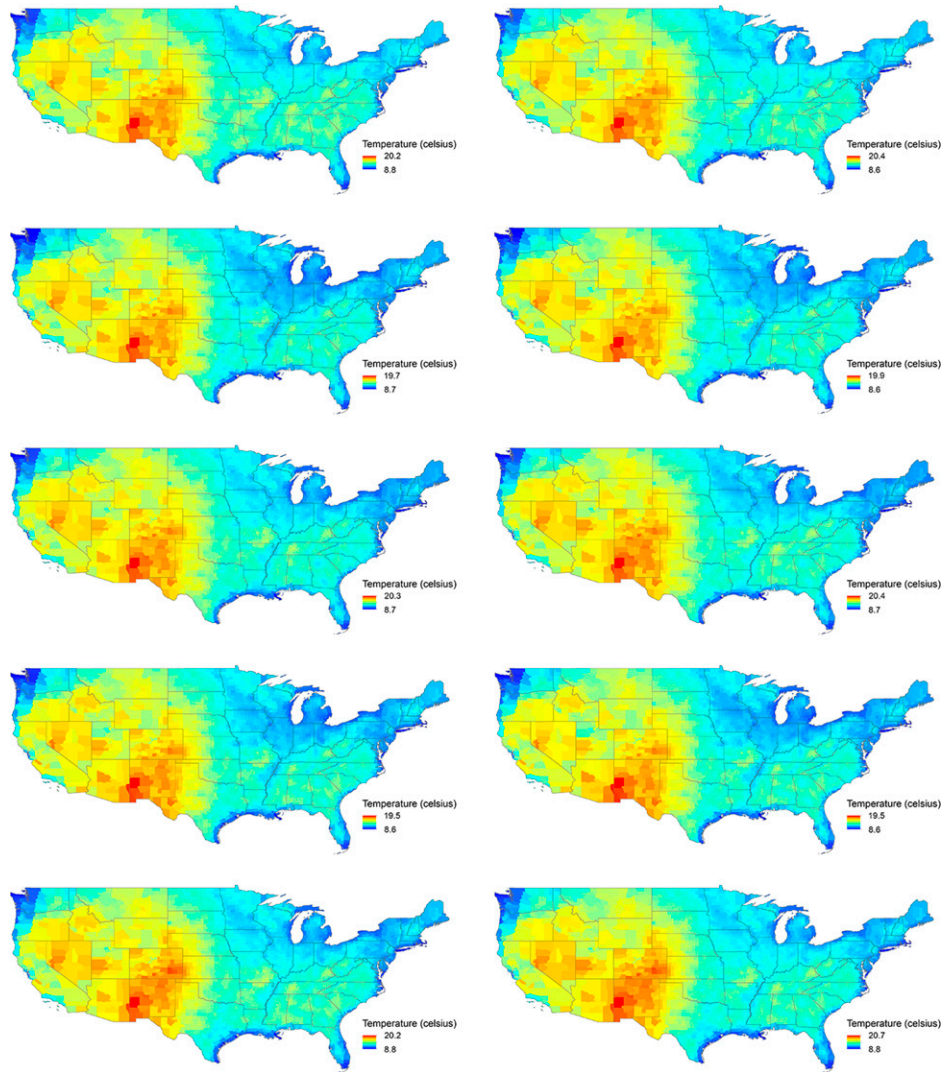 Temperature (celsius)
20.2
8.8
Temperature (celsius)
20.4
8.6
Temperature (celsius)
19.7
8.7
Temperature (celsius)
19.9
8.6
Temperature (celsius)
20.3
8.7
Temperature (celsius)
20.4
8.7
Temperature (celsius)
19.5
8.6
Temperature (celsius)
19.5
8.6
Temperature (celsius)
20.2
8.8
Temperature (celsius)
20.7
8.8